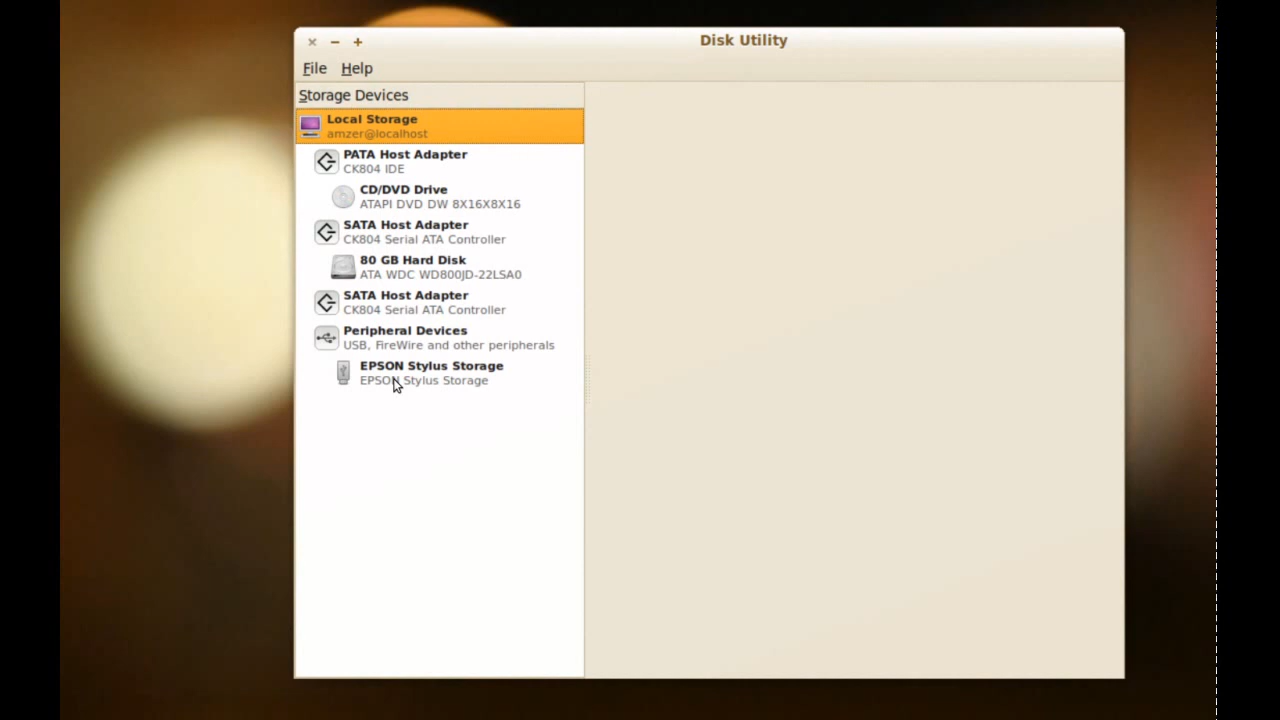 Disk Utility
File Help
Storage Devices
Local Storage
amzer@localhost
PATA Host Adapter
CK804 IDE
CD/DVD Drive
ATAPI DVD DW 8X16X8X16
SATA Host Adapter
CK804 Serial ATA Controller
80 GB Hard Disk
ATA WDC WD800JD-22LSA0
SATA Host Adapter
CK804 Serial ATA Controller
Peripheral Devices
USB, FireWire and other peripherals
EPSON Stylus Storage
EPSON Stylus Storage